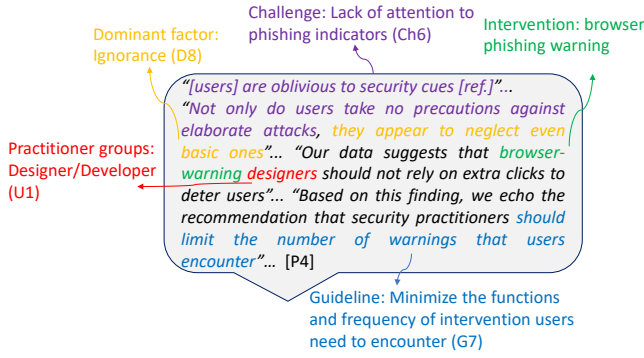 Challenge: Lack of attention to
phishing indicators (Ch6)
Dominant factor:
Ignorance (D8)
Intervention: browser
phishing warning
Practitioner groups:
Designer/Developer
(U1)
“[users] are oblivious to security cues [ref.]”...
“Not only do users take no precautions against
elaborate attacks, they appear to neglect even
basic ones”... “Our data suggests that browser-
warning designers should not rely on extra clicks to
deter users”... “Based on this finding, we echo the
recommendation that security practitioners should
limit the number of warnings that users
encounter”... [P4]
Guideline: Minimize the functions
and frequency of intervention users
need to encounter (G7)